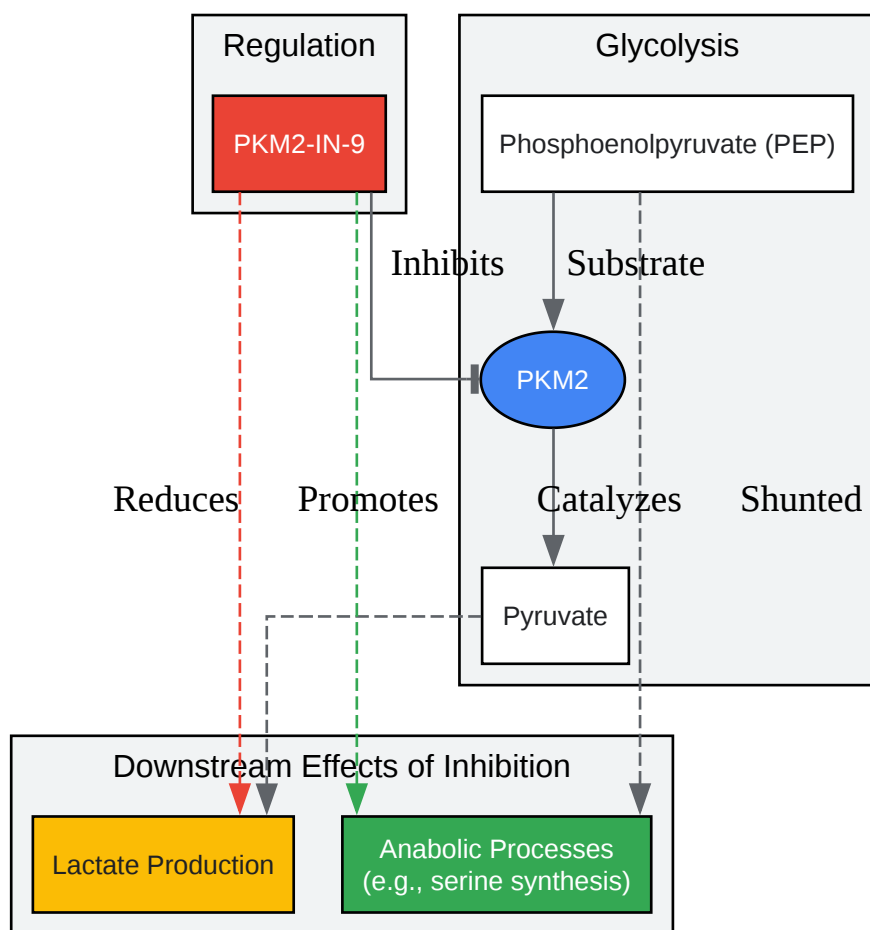 Regulation
Glycolysis
PKM2-IN-9
Phosphoenolpyruvate (PEP)
Inhibits
Substrate
PKM2
Reduces
Promotes
Catalyzes
Shunted
Pyruvate
Downstream Effects of Inhibition
Lactate Production
Anabolic Processes
(e.g., serine synthesis)